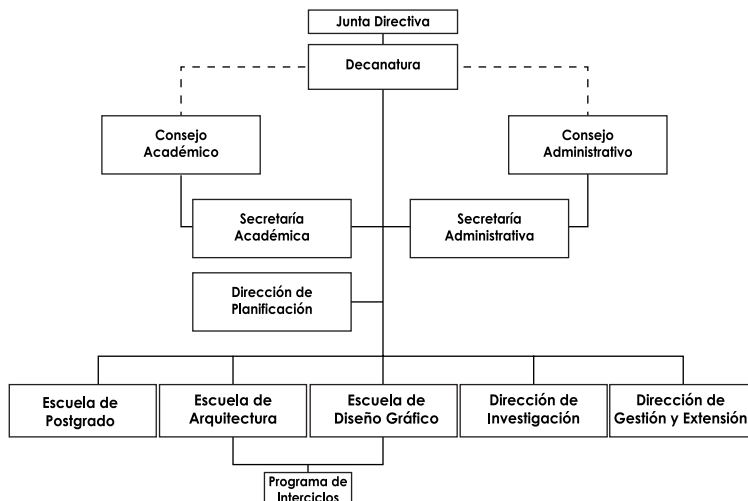 Junta Directiva
Decanatura
Consejo
Académico
Consejo
Administrativo
Secretaría
Académica
Secretaría
Administrativa
Dirección de
Planificación
Escuela de
Postgrado
Escuela de
Arquitectura
Escuela de
Diseño Gráfico
Dirección de
Investigación
Dirección de
Gestión y Extensión
Programa de
Interciclos